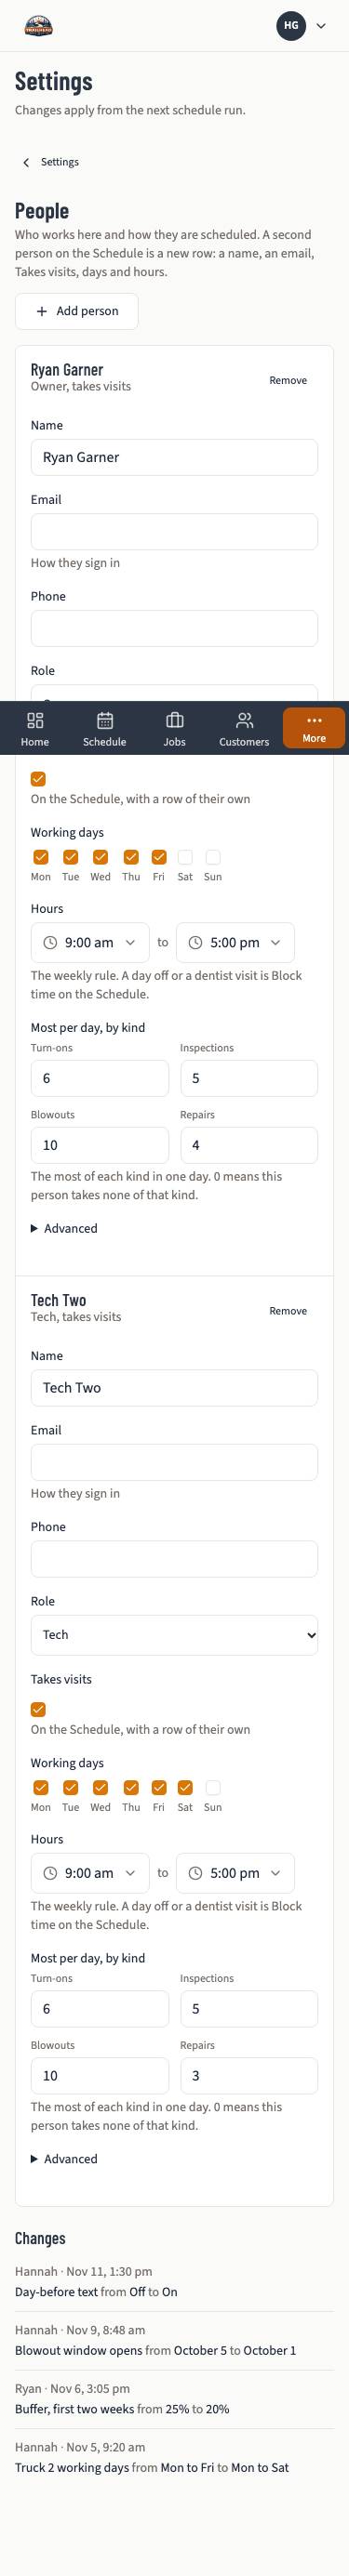 HG
Settings
Changes apply from the next schedule run.
Settings
People
Who works here and how they are scheduled. A second
person on the Schedule is a new row: a name, an email,
Takes visits, days and hours.
Add person
Ryan Garner
Owner, takes visits
Remove
Name
Ryan Garner
Email
How they sign in
Phone
Role
Home
Schedule
Jobs
Customers
More
On the Schedule, with a row of their own
Working days
Mon Tue Wed Thu Fri Sat Sun
Hours
9:00 am to 5:00 pm
The weekly rule. A day off or a dentist visit is Block
time on the Schedule.
Most per day, by kind
Turn-ons Inspections
6 5
Blowouts Repairs
10 4
The most of each kind in one day. 0 means this
person takes none of that kind.
Advanced
Tech Two
Tech, takes visits
Remove
Name
Tech Two
Email
How they sign in
Phone
Role
Tech
Takes visits
On the Schedule, with a row of their own
Working days
Mon Tue Wed Thu Fri Sat Sun
Hours
9:00 am to 5:00 pm
The weekly rule. A day off or a dentist visit is Block
time on the Schedule.
Most per day, by kind
Turn-ons Inspections
6 5
Blowouts Repairs
10 3
The most of each kind in one day. 0 means this
person takes none of that kind.
Advanced
Changes
Hannah · Nov 11, 1:30 pm
Day-before text from Off to On
Hannah · Nov 9, 8:48 am
Blowout window opens from October 5 to October 1
Ryan · Nov 6, 3:05 pm
Buffer, first two weeks from 25% to 20%
Hannah · Nov 5, 9:20 am
Truck 2 working days from Mon to Fri to Mon to Sat